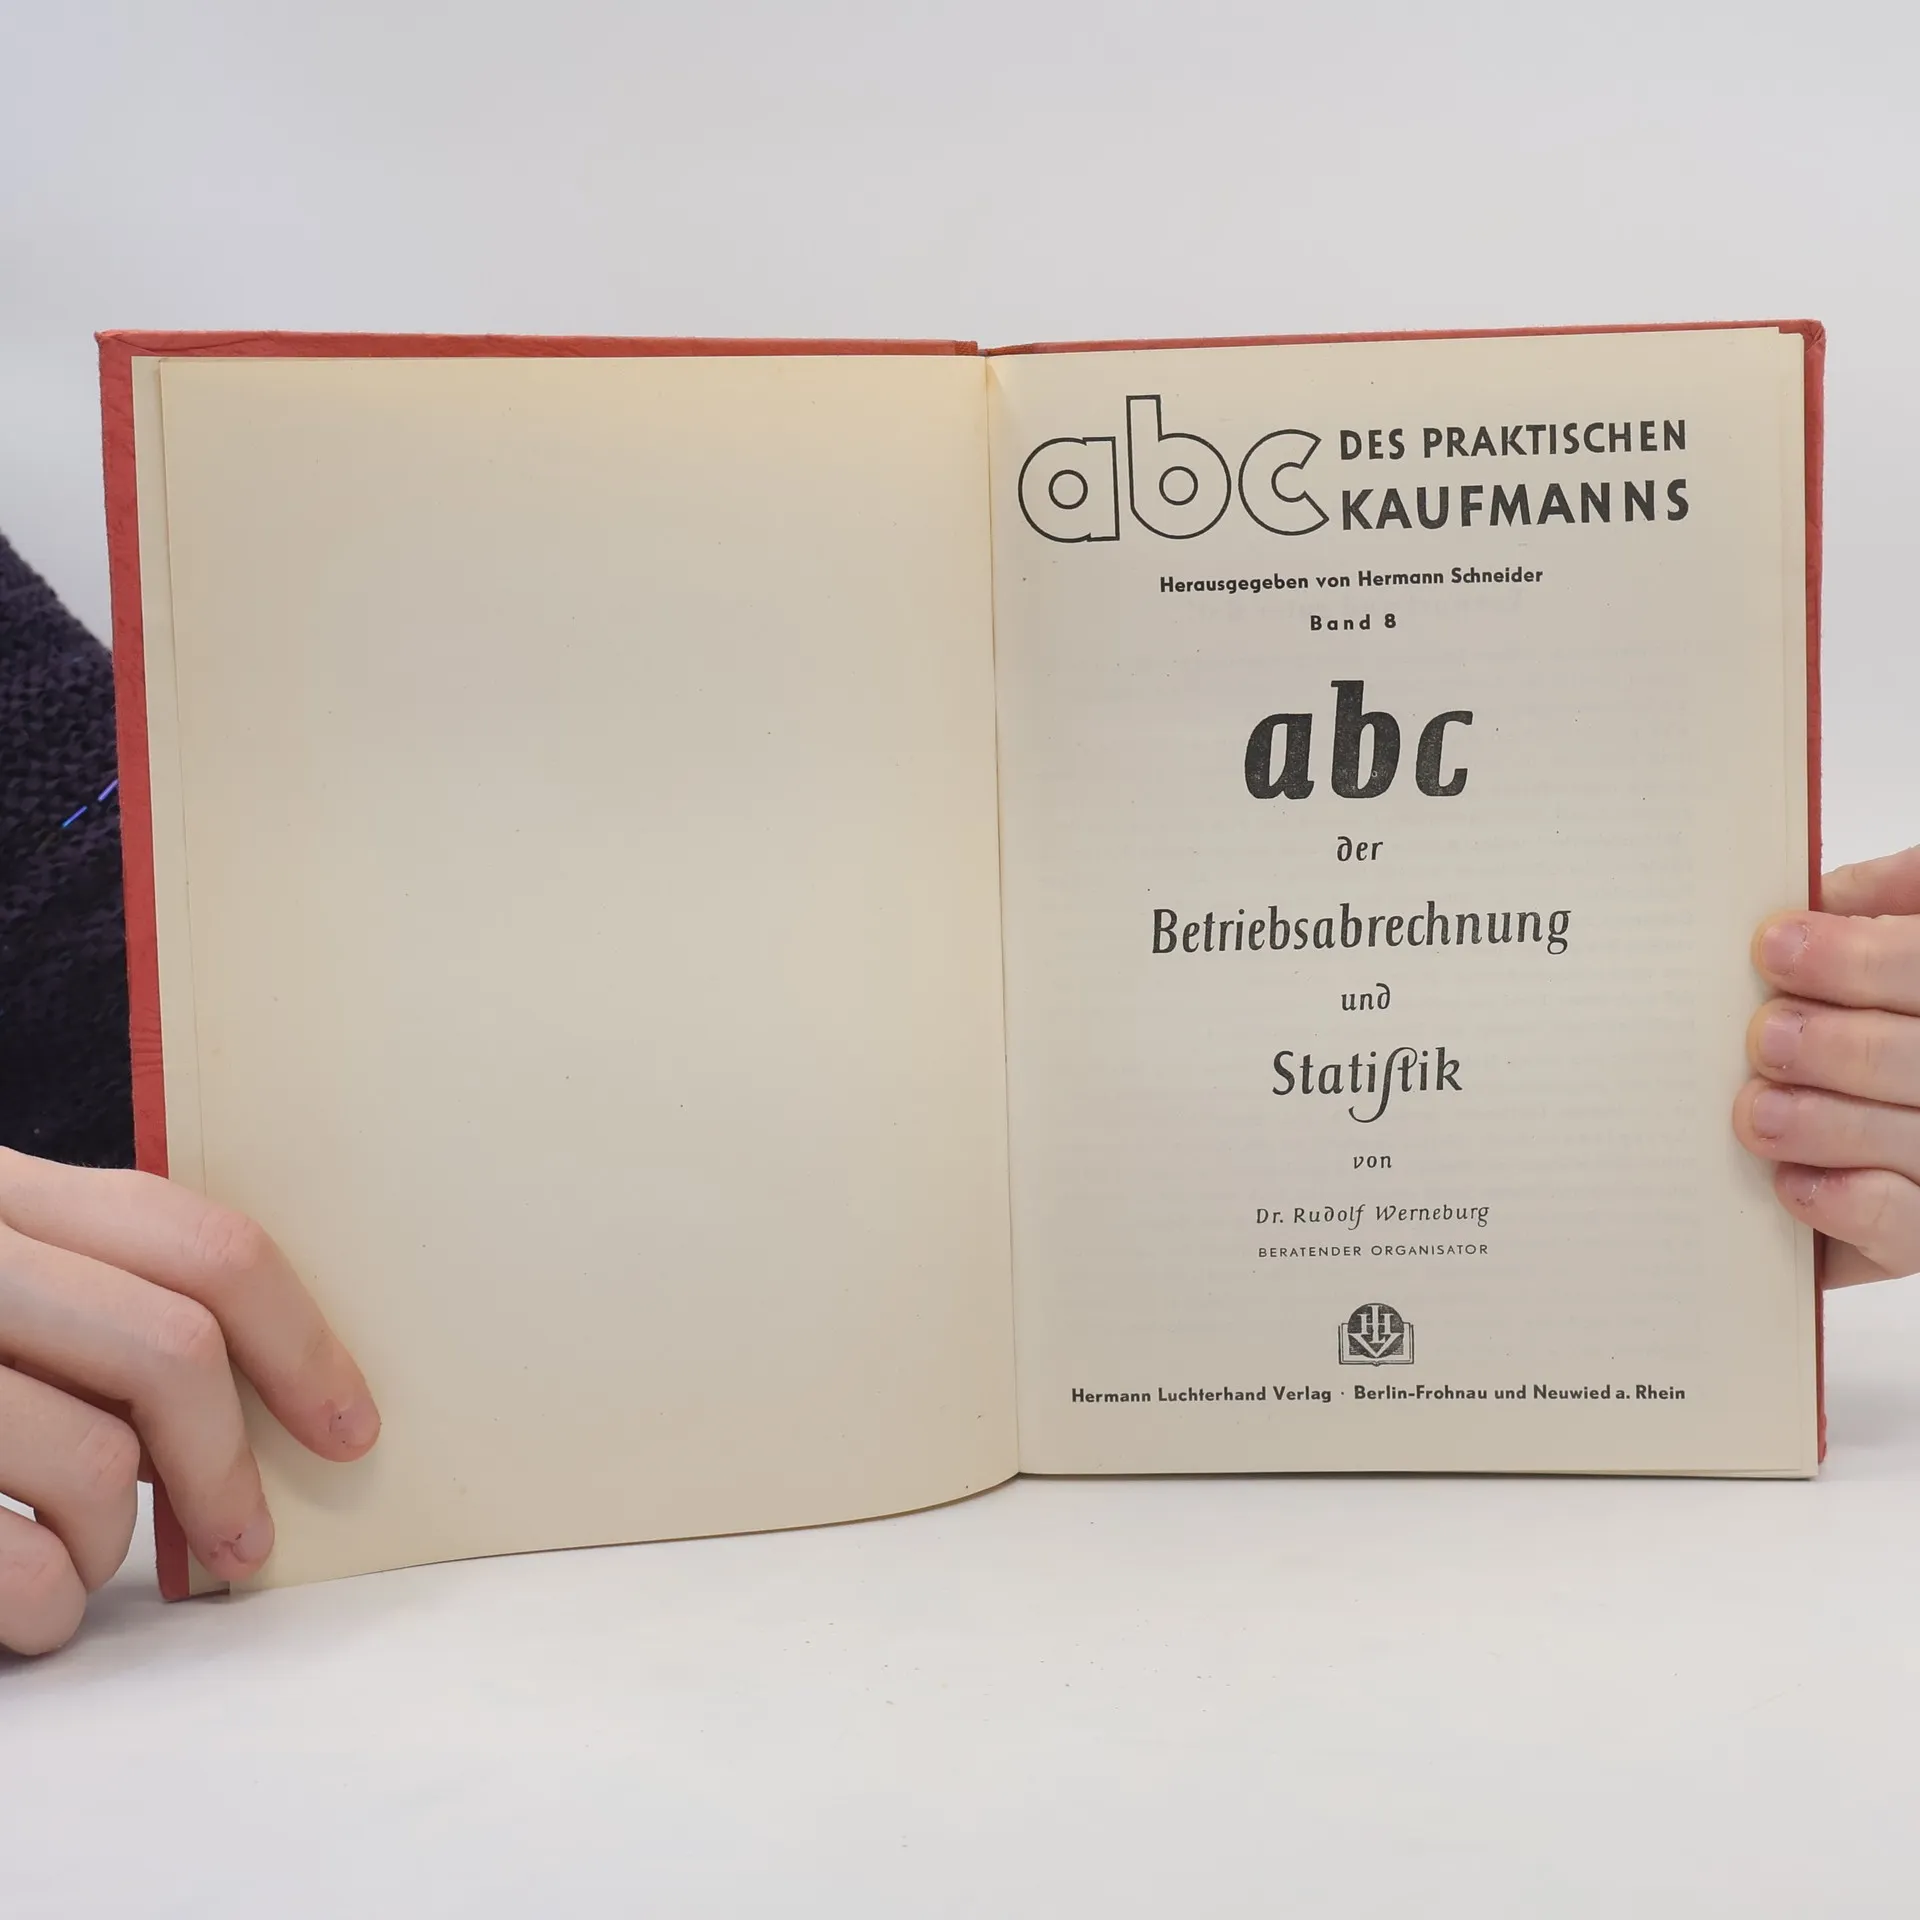 abc DES PRAKTISCHEN
KAUFMANNS
Herausgegeben von Hermann Schneider
Band 8
abc
der
Betriebsabrechnung
und
Statiſtik
von
Dr. Rudolf Werneburg
BERATENDER ORGANISATOR
HLV
Hermann Luchterhand Verlag · Berlin-Frohnau und Neuwied a. Rhein